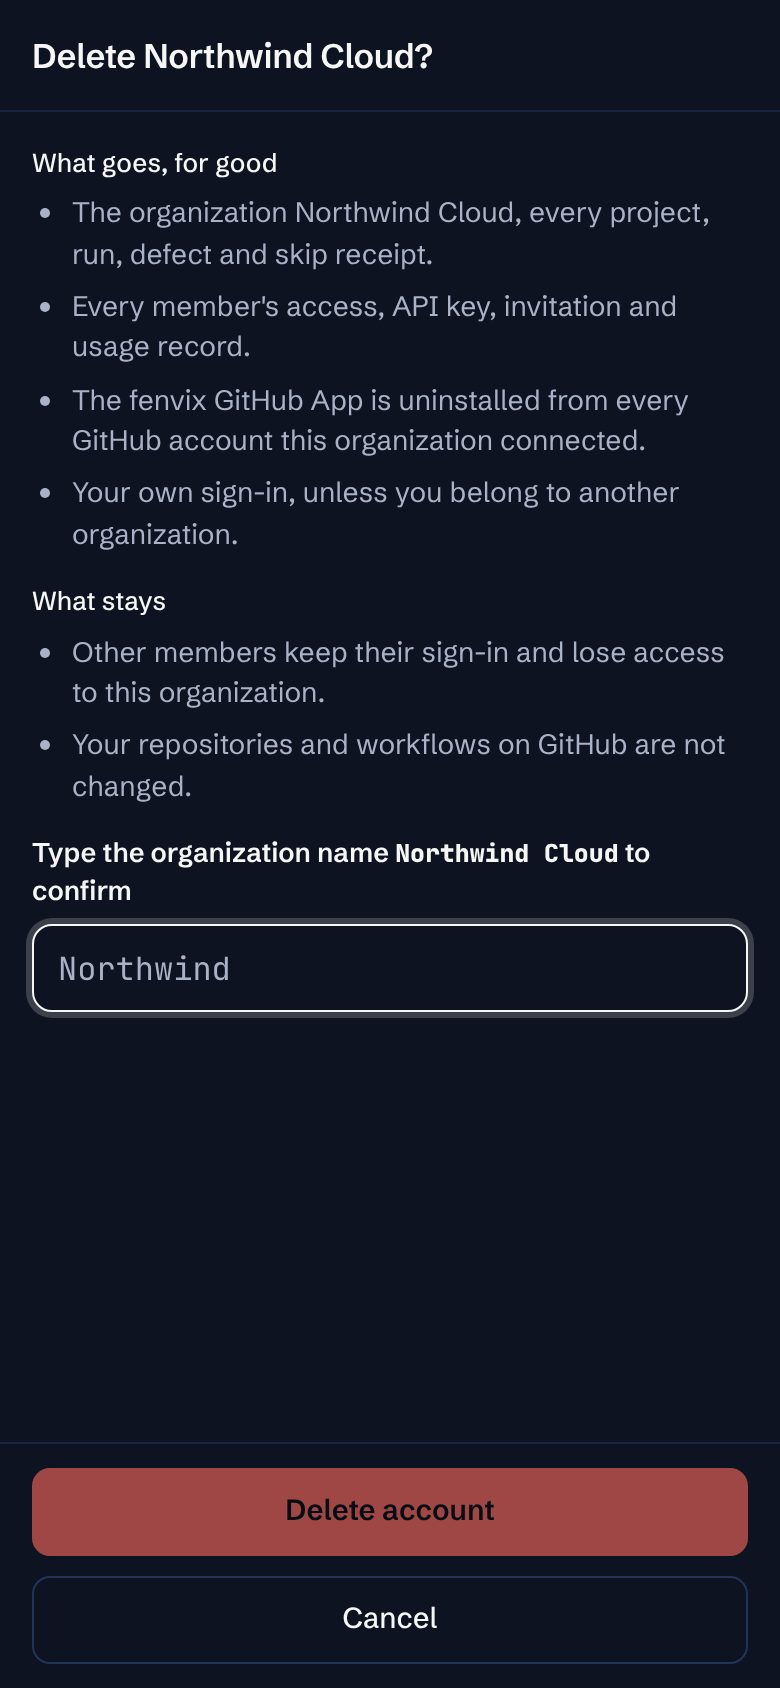 Delete Northwind Cloud?
What goes, for good
• The organization Northwind Cloud, every project,
run, defect and skip receipt.
• Every member's access, API key, invitation and
usage record.
• The fenvix GitHub App is uninstalled from every
GitHub account this organization connected.
• Your own sign-in, unless you belong to another
organization.
What stays
• Other members keep their sign-in and lose access
to this organization.
• Your repositories and workflows on GitHub are not
changed.
Type the organization name Northwind Cloud to
confirm
Northwind
Delete account
Cancel